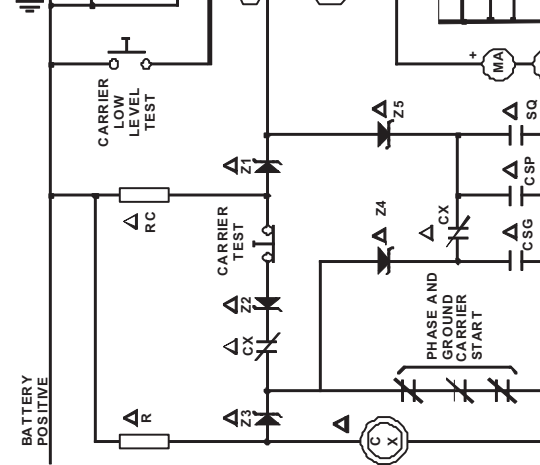 +
MA
CARRIER
LOW
LEVEL
TEST
Z5
SQ
Z1
RC
CARRIER
TEST
Z4
CX
CSP
CSG
Z2
CX
PHASE AND
GROUND
CARRIER
START
BATTERY
POSITIVE
R
Z3
C
X